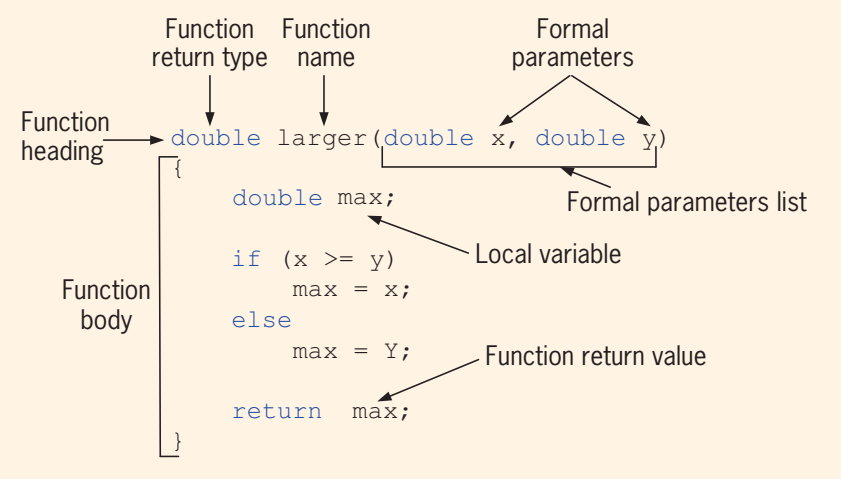 Function return type
Function name
Formal parameters
Function heading
double larger(double x, double y)
{
Formal parameters list
double max;
Local variable
if (x >= y)
max = x;
Function body
else
max = Y;
Function return value
return max;
}